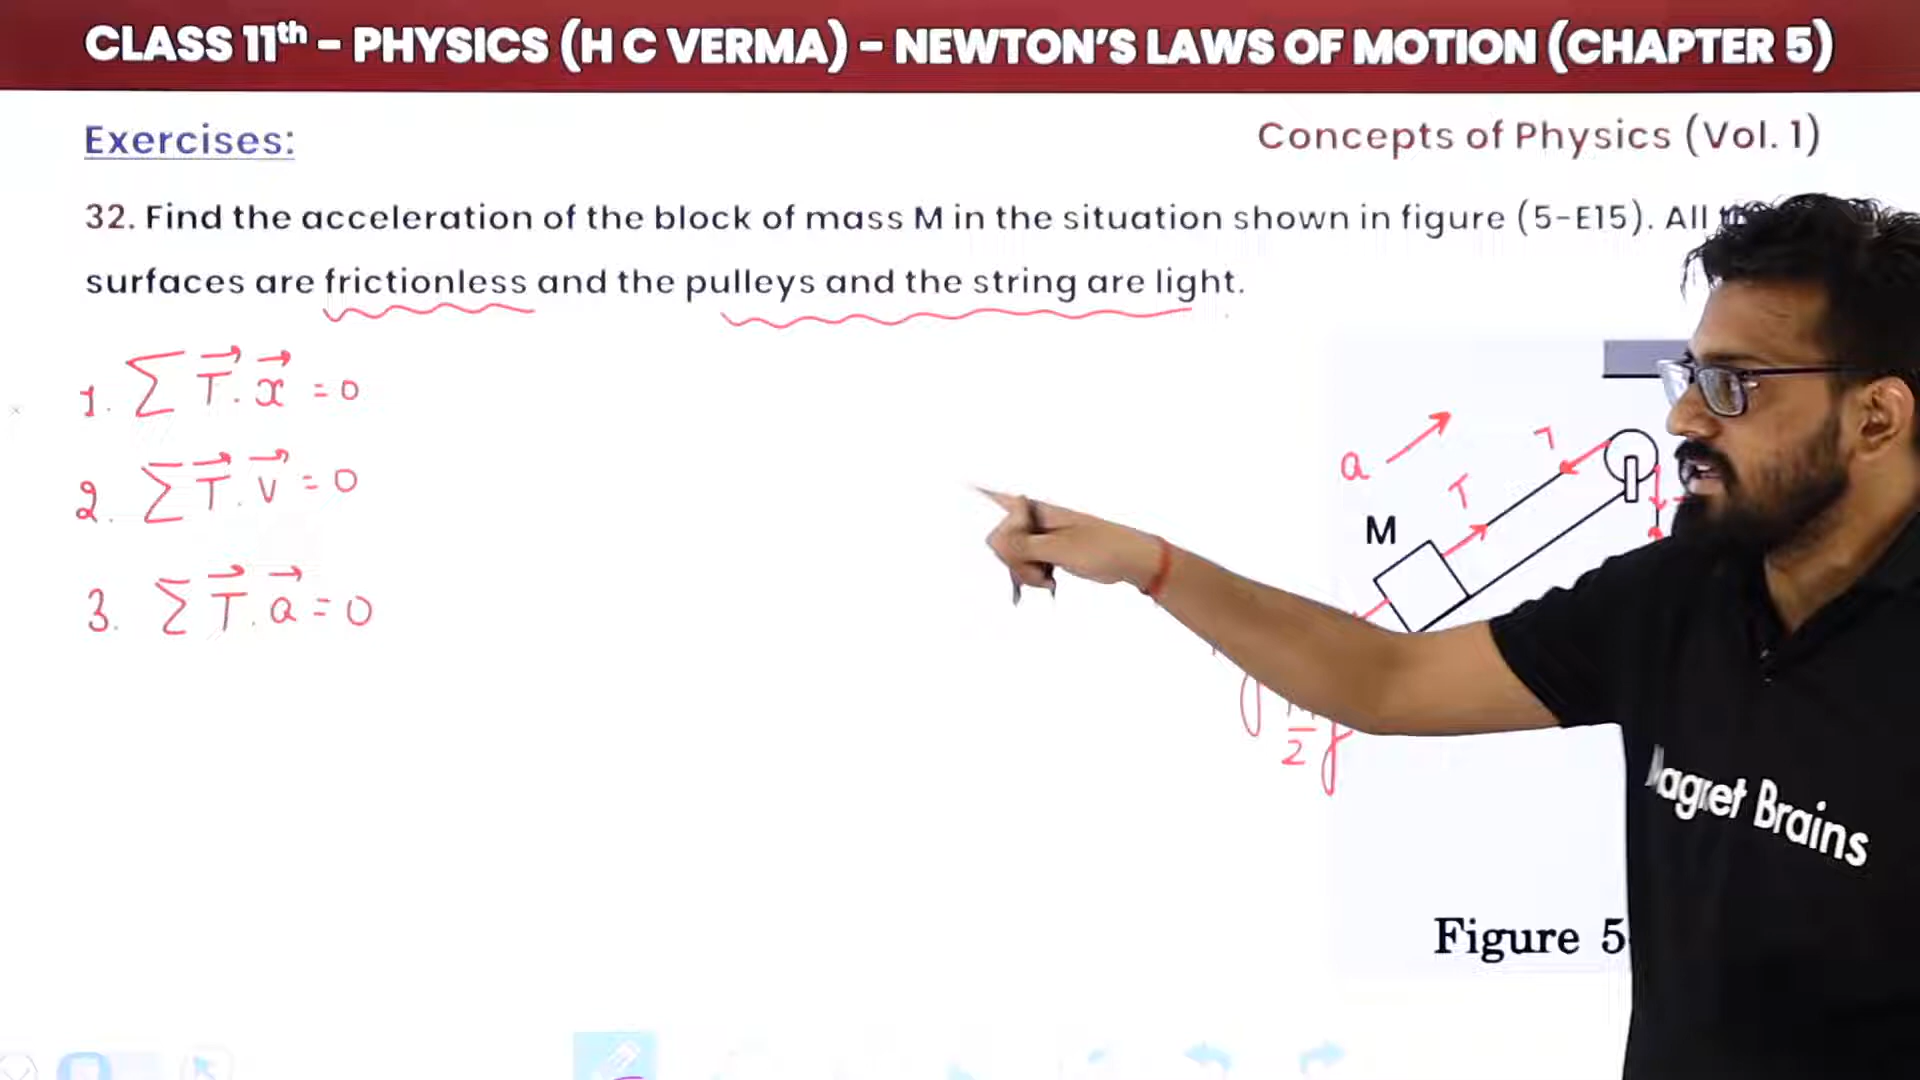 CLASS 11th - PHYSICS (H C VERMA) - NEWTON'S LAWS OF MOTION (CHAPTER 5)
Exercises:
Concepts of Physics (Vol. 1)
32. Find the acceleration of the block of mass M in the situation shown in figure (5-E15). All
surfaces are frictionless and the pulleys and the string are light.
1. ∑ T⃗ . x⃗ = 0
2. ∑ T⃗ . v⃗ = 0
3. ∑ T⃗ . a⃗ = 0
a
T
T
M
2
g
Magnet Brains
Figure 5